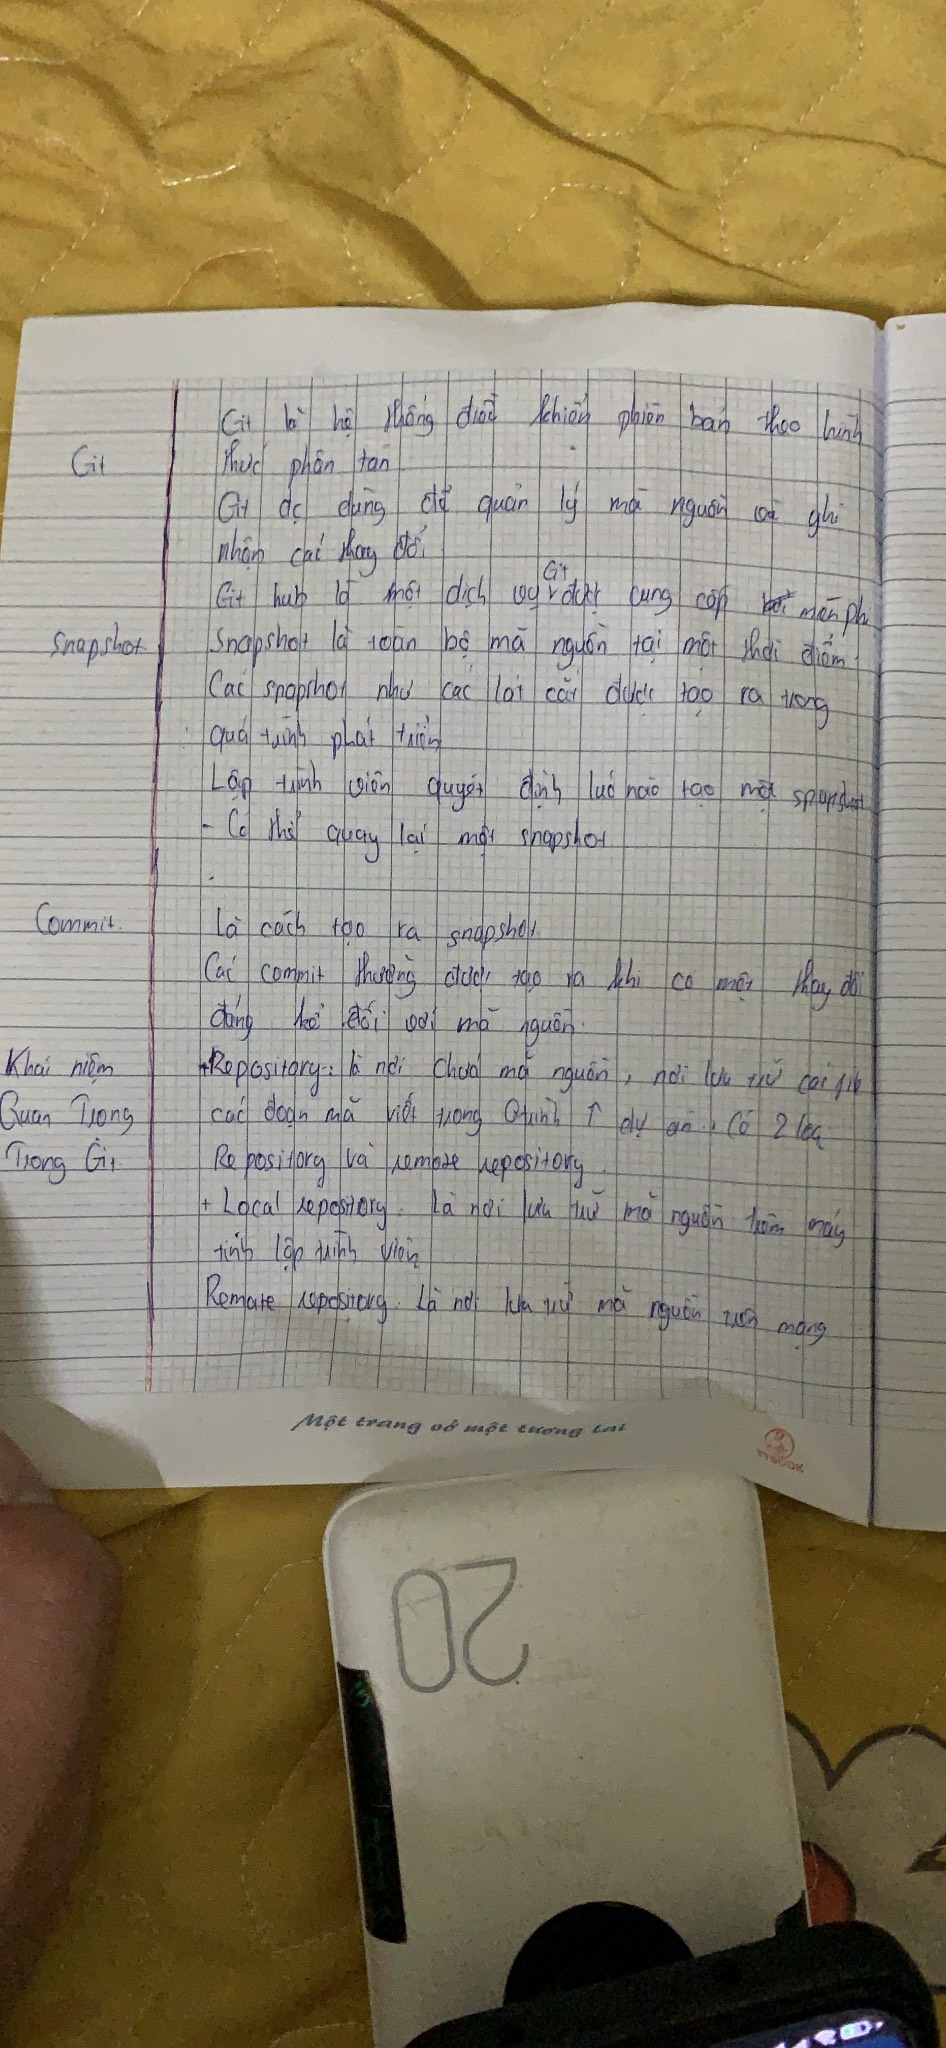 Git là hệ thống điều khiển phiên bản theo hình
Git thức phân tán
Git đc dùng để quản lý mã nguồn và ghi
nhận các thay đổi
Git hub là một dịch vụ Git được cung cấp miễn phí
Snapshot Snapshot là toàn bộ mã nguồn tại một thời điểm
Các spapshot như các lát cắt được tạo ra trong
quá trình phát triển
Lập trình viên quyết định lúc nào tạo một spapshot
- Có thể quay lại một snapshot
Commit. Là cách tạo ra snapshot
Các commit thường được tạo ra khi có một thay đổi
đáng kể đối với mã nguồn.
Khái niệm + Repository: là nơi chứa mã nguồn, nơi lưu trữ các file
Quan Trong các đoạn mã viết trong Qtrình ↑ dự án, Có 2 loại
Trong Git Repository và remote repository.
+ Local repository. Là nơi lưu trữ mã nguồn trên máy
tính lập trình viên
Remate repository. Là nơi lưu trữ mã nguồn trên mạng
Một trang vở một tương lai
TTBOOK
20